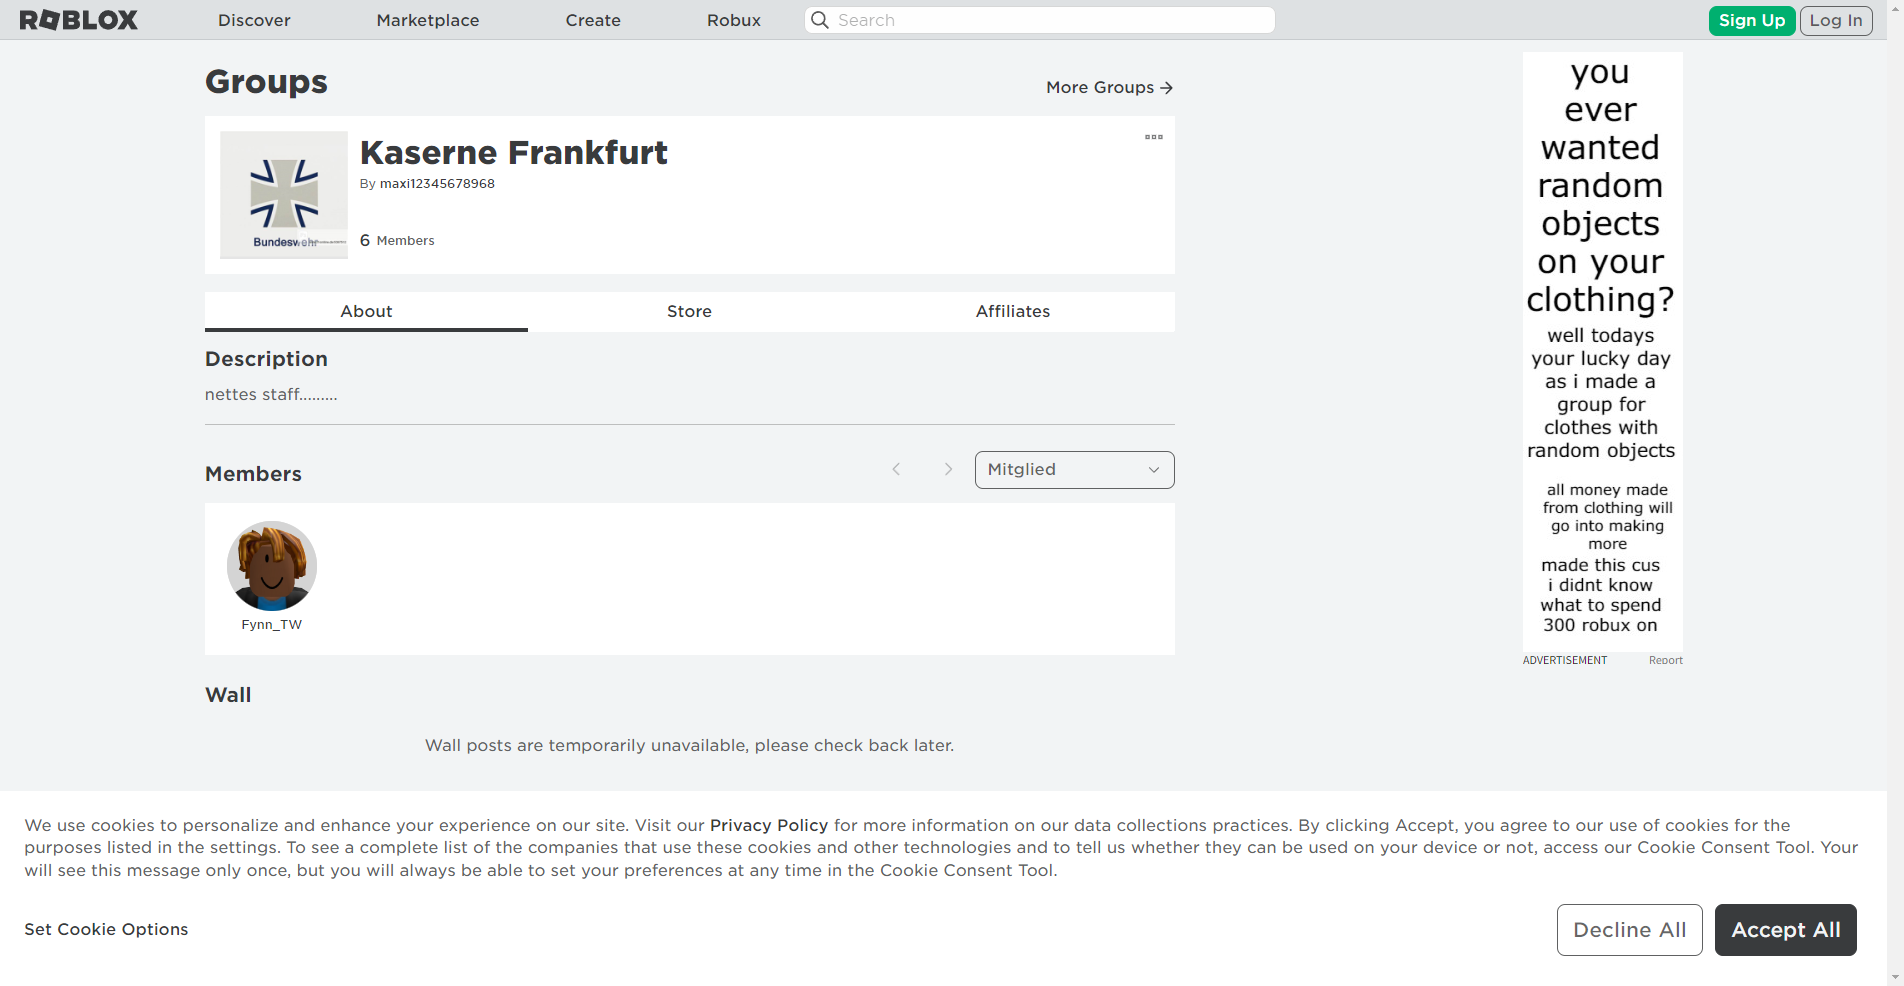 ROBLOX
Discover
Marketplace
Create
Robux
Search
Sign Up
Log In
Groups
More Groups
Kaserne Frankfurt
By maxi12345678968
Bundeswehr
6 Members
About
Store
Affiliates
Description
nettes staff.........
Members
Mitglied
Fynn_TW
Wall
Wall posts are temporarily unavailable, please check back later.
you
ever
wanted
random
objects
on your
clothing?
well todays
your lucky day
as i made a
group for
clothes with
random objects
all money made
from clothing will
go into making
more
made this cus
i didnt know
what to spend
300 robux on
ADVERTISEMENT
Report
We use cookies to personalize and enhance your experience on our site. Visit our Privacy Policy for more information on our data collections practices. By clicking Accept, you agree to our use of cookies for the
purposes listed in the settings. To see a complete list of the companies that use these cookies and other technologies and to tell us whether they can be used on your device or not, access our Cookie Consent Tool. Your
will see this message only once, but you will always be able to set your preferences at any time in the Cookie Consent Tool.
Set Cookie Options
Decline All
Accept All